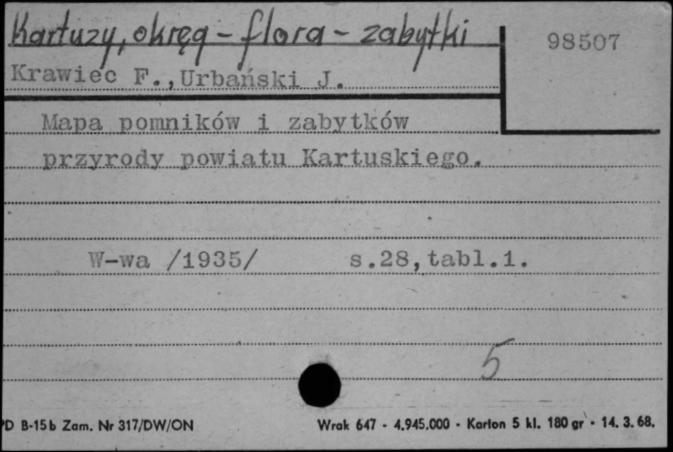 Kartuzy, okręg - flora - zabytki
98507
Krawiec F.,Urbański J.
Mapa pomników i zabytków
przyrody powiatu Kartuskiego.
W-wa /1935/ s.28,tabl.1.
5
PD B-15b Zam. Nr 317/DW/ON Wrak 647 - 4.945.000 - Karton 5 kl. 180 gr - 14. 3. 68.